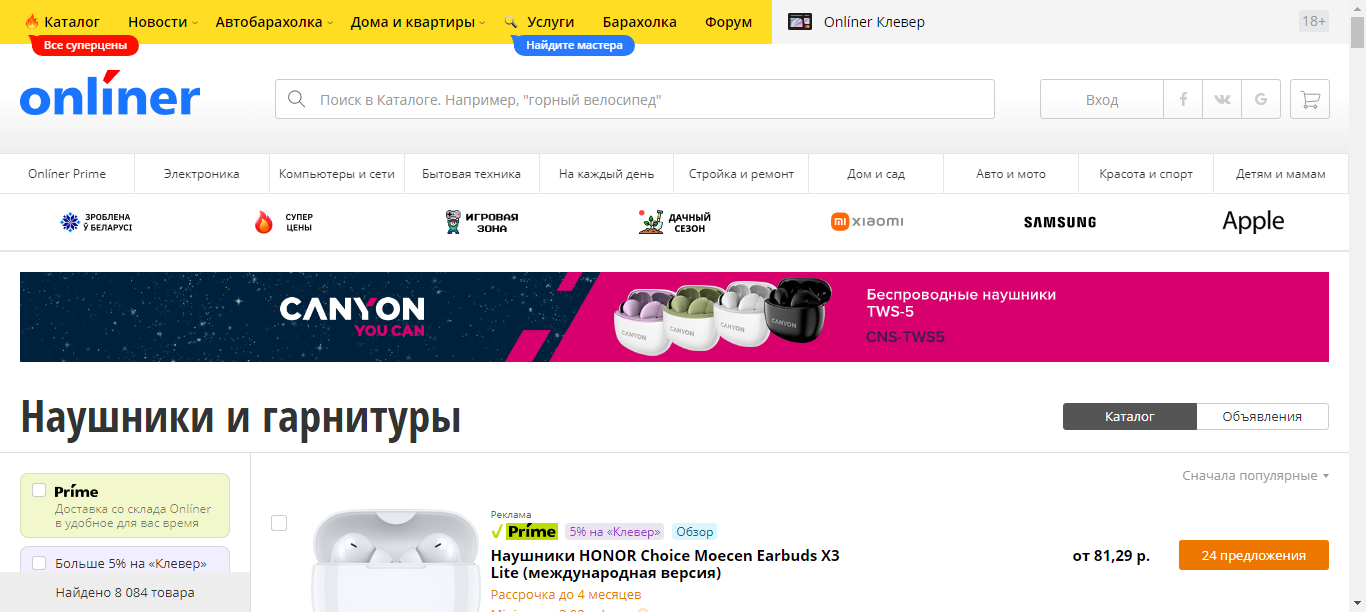 Каталог Новости Автобарахолка Дома и квартиры Услуги Барахолка Форум Onlíner Клевер 18+
Все суперцены Найдите мастера
onlíner
Поиск в Каталоге. Например, "горный велосипед"
Вход
Onlíner Prime Электроника Компьютеры и сети Бытовая техника На каждый день Стройка и ремонт Дом и сад Авто и мото Красота и спорт Детям и мамам
ЗРОБЛЕНА
Ў БЕЛАРУСІ
СУПЕР
ЦЕНЫ
ИГРОВАЯ
ЗОНА
ДАЧНЫЙ
СЕЗОН
xiaomi
SAMSUNG
Apple
CANYON
YOU CAN
CANYON CANYON CANYON CANYON
Беспроводные наушники
TWS-5
CNS-TWS5
Наушники и гарнитуры
Каталог Объявления
Сначала популярные
Príme
Доставка со склада Onlíner
в удобное для вас время
Больше 5% на «Клевер»
Найдено 8 084 товара
Реклама
Príme 5% на «Клевер» Обзор
Наушники HONOR Choice Moecen Earbuds X3
Lite (международная версия)
Рассрочка до 4 месяцев
от 81,29 р.
24 предложения